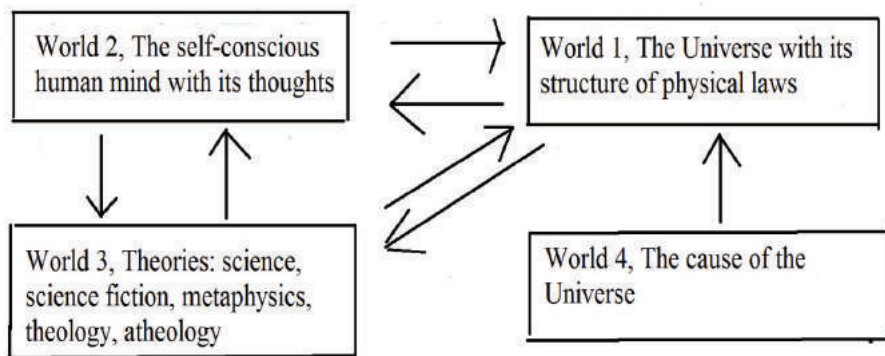 World 2, The self-conscious
human mind with its thoughts
World 1, The Universe with its
structure of physical laws
World 3, Theories: science,
science fiction, metaphysics,
theology, atheology
World 4, The cause of the
Universe